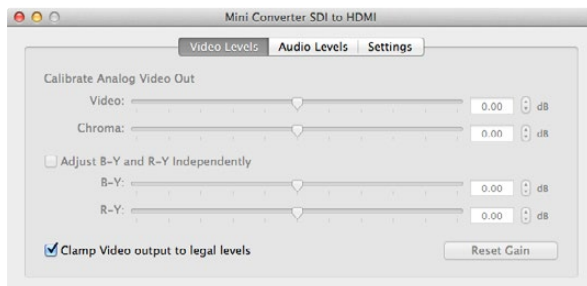 Mini Converter SDI to HDMI
Video Levels Audio Levels Settings
Calibrate Analog Video Out
Video: 0.00 dB
Chroma: 0.00 dB
Adjust B-Y and R-Y Independently
B-Y: 0.00 dB
R-Y: 0.00 dB
Clamp Video output to legal levels Reset Gain